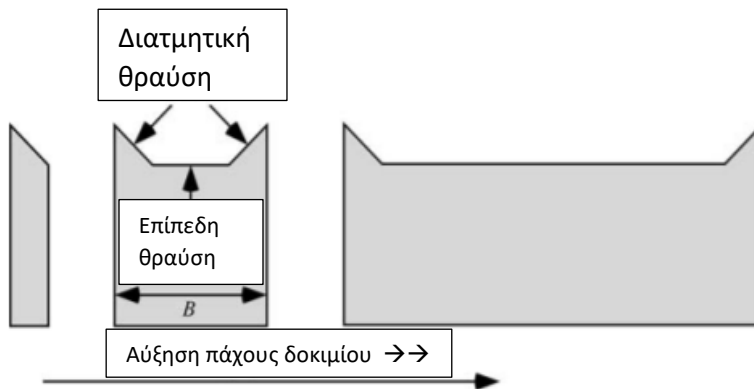 Διατμητική
θραύση
Επίπεδη
θραύση
B
Αύξηση πάχους δοκιμίου →→